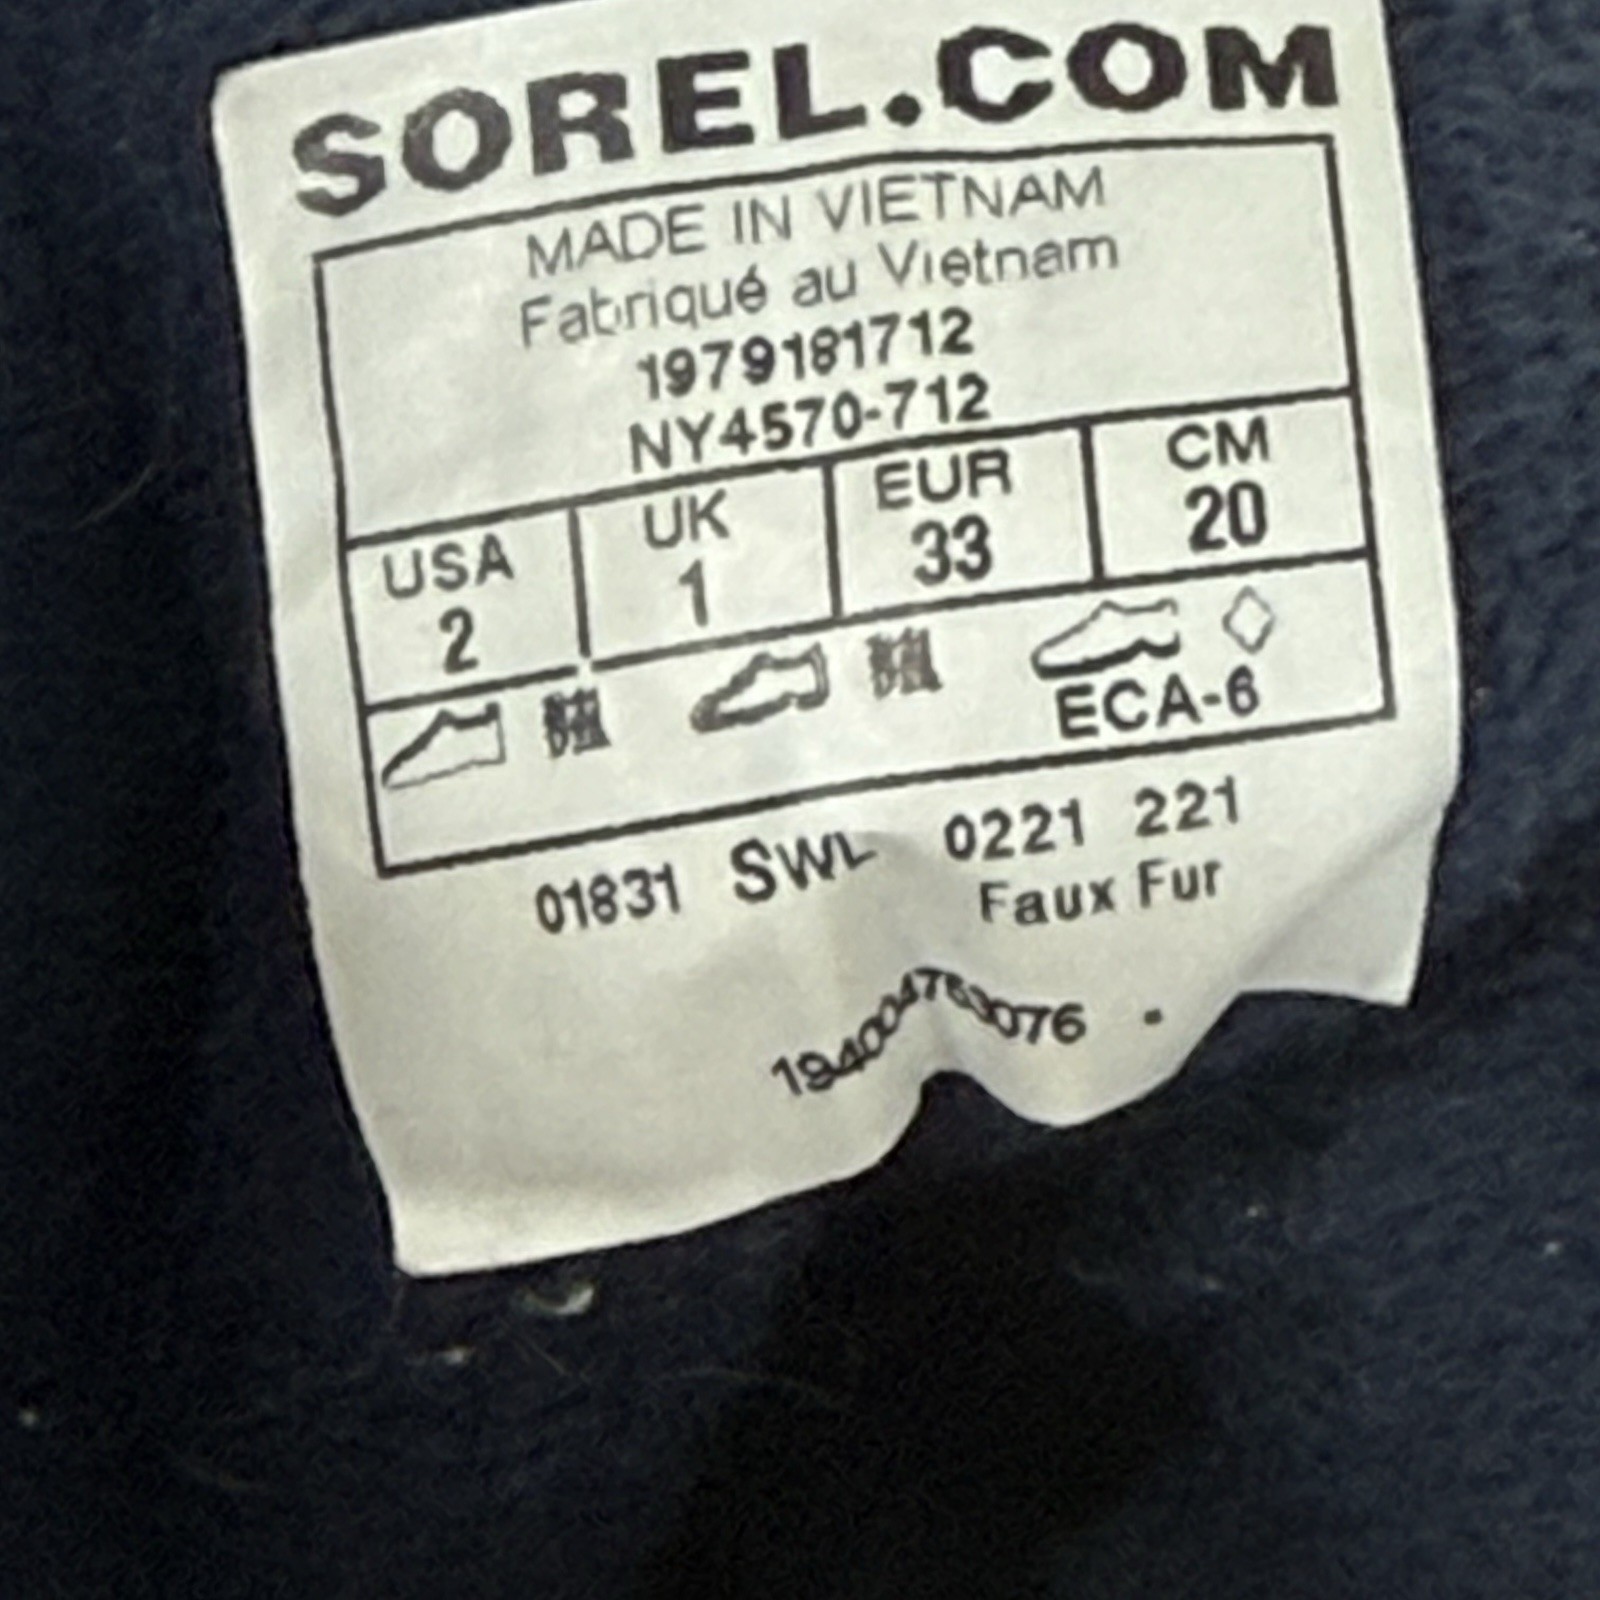 SOREL.COM
MADE IN VIETNAM
Fabriqué au Vietnam
1979181712
NY4570-712
USA UK EUR CM
2 1 33 20
ECA-6
01831 SWL 0221 221
Faux Fur